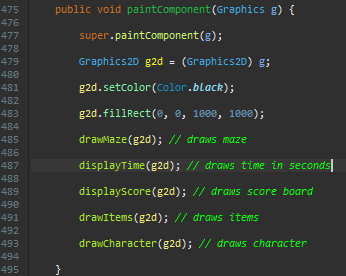 475 public void paintComponent(Graphics g) {
476
477 super.paintComponent(g);
478
479 Graphics2D g2d = (Graphics2D) g;
480
481 g2d.setColor(Color.black);
482
483 g2d.fillRect(0, 0, 1000, 1000);
484
485 drawMaze(g2d); // draws maze
486
487 displayTime(g2d); // draws time in seconds
488
489 displayScore(g2d); // draws score board
490
491 drawItems(g2d); // draws items
492
493 drawCharacter(g2d); // draws character
494
495 }